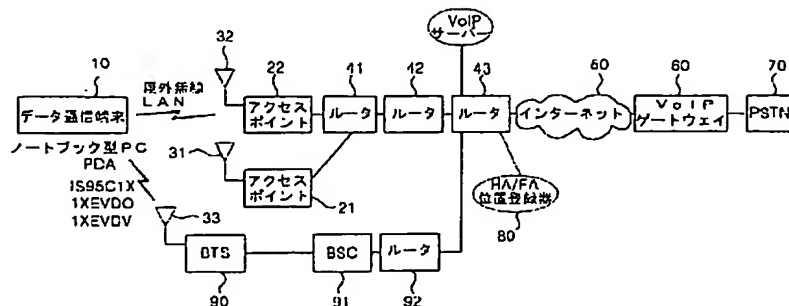 VoIP
サーバー
32
10
22
41
42
43
60
60
70
屋外無線
LAN
データ通信端末
アクセス
ポイント
ルータ
ルータ
ルータ
インターネット
VoIP
ゲートウェイ
PSTN
ノートブック型PC
PDA
IS95C1X
1XEVDO
1XEVDV
31
アクセス
ポイント
21
HA/FA
位置登録器
80
33
BTS
BSC
ルータ
90
91
92